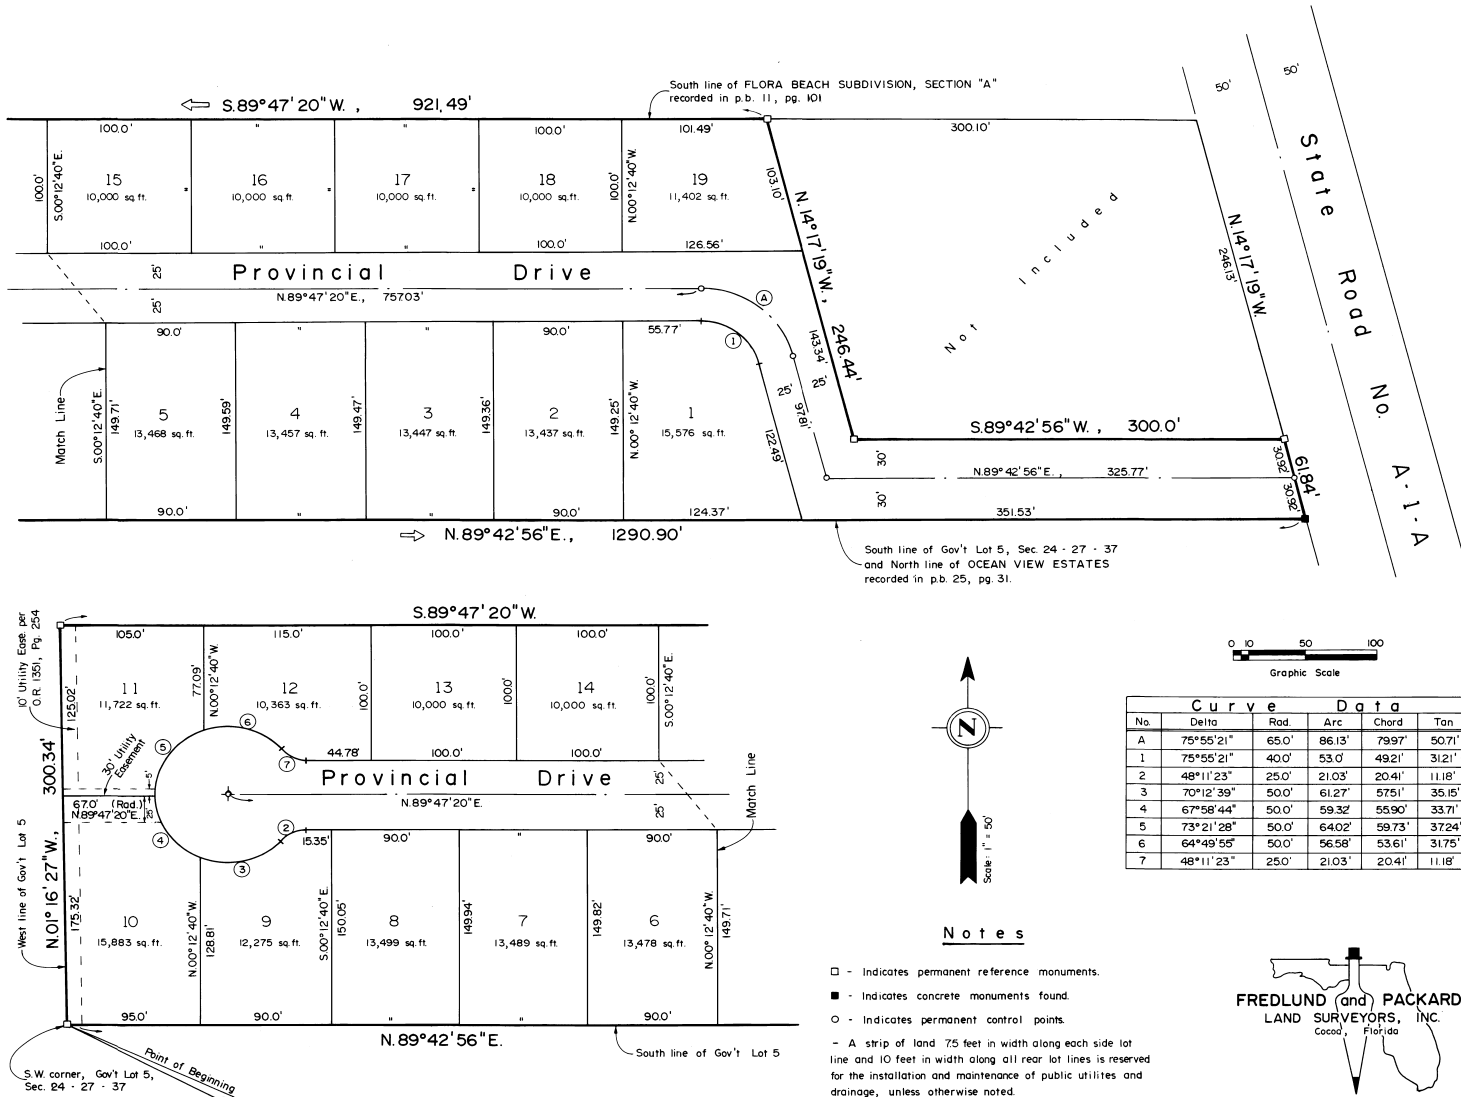 South line of FLORA BEACH SUBDIVISION, SECTION "A"
recorded in p.b. 11, pg. 101
S.89°47'20"W., 921.49'
100.0' " " 100.0' 101.49' 300.10'
50' 50'
State Road No. A-1-A
100.0'
S.00°12'40"E.
15
10,000 sq. ft.
"
16
10,000 sq. ft.
"
17
10,000 sq. ft.
"
18
10,000 sq. ft.
100.0'
N.00°12'40"W.
19
11,402 sq. ft.
103.10'
N.14°17'19"W., 246.44'
Not Included
N.14°17'19"W.
246.13'
100.0' " " 100.0' 126.56'
25'
25'
Provincial Drive
N.89°47'20"E., 757.03'
A
90.0' " " 90.0' 55.77'
1
143.34'
25' 25'
97.81'
122.49'
Match Line
S.00°12'40"E.
149.71'
5
13,468 sq. ft.
149.59'
4
13,457 sq. ft.
149.47'
3
13,447 sq. ft.
149.36'
2
13,437 sq. ft.
149.25'
N.00°12'40"W.
1
15,576 sq. ft.
S.89°42'56"W., 300.0'
30'
30'
N.89°42'56"E., 325.77'
30.92'
30.92'
61.84'
90.0' " " 90.0' 124.37' 351.53'
N.89°42'56"E., 1290.90'
South line of Gov't Lot 5, Sec. 24 - 27 - 37
and North line of OCEAN VIEW ESTATES
recorded in p.b. 25, pg. 31.
S.89°47'20"W.
10' Utility Ease. per
O.R. 1351, Pg. 254
105.0' 115.0' 100.0' 100.0'
125.02'
11
11,722 sq. ft.
77.09'
N.00°12'40"W.
12
10,363 sq. ft.
100.0'
13
10,000 sq. ft.
100.0'
14
10,000 sq. ft.
100.0'
S.00°12'40"E.
6
5
7
44.78' 100.0' 100.0'
30' Utility
Easement
5'
25'
67.0' (Rad.)
N.89°47'20"E.
Provincial Drive
N.89°47'20"E.
25'
25'
Match Line
4
3
2
15.35' 90.0' " 90.0'
West line of Gov't Lot 5
N.01°16'27"W., 300.34'
175.32'
10
15,883 sq. ft.
N.00°12'40"W.
128.81'
9
12,275 sq. ft.
S.00°12'40"E.
150.05'
8
13,499 sq. ft.
149.94'
7
13,489 sq. ft.
149.82'
6
13,478 sq. ft.
N.00°12'40"W.
149.71'
95.0' 90.0' " " 90.0'
N.89°42'56"E.
South line of Gov't Lot 5
Point of Beginning
S.W. corner, Gov't Lot 5,
Sec. 24 - 27 - 37
N
Scale: 1" = 50'
0 10 50 100
Graphic Scale
Curve Data
No. Delta Rad. Arc Chord Tan
A 75°55'21" 65.0' 86.13' 79.97' 50.71'
1 75°55'21" 40.0' 53.0' 49.21' 31.21'
2 48°11'23" 25.0' 21.03' 20.41' 11.18'
3 70°12'39" 50.0' 61.27' 57.51' 35.15'
4 67°58'44" 50.0' 59.32' 55.90' 33.71'
5 73°21'28" 50.0' 64.02' 59.73' 37.24'
6 64°49'55" 50.0' 56.58' 53.61' 31.75'
7 48°11'23" 25.0' 21.03' 20.41' 11.18'
Notes
- Indicates permanent reference monuments.
- Indicates concrete monuments found.
- Indicates permanent control points.
- A strip of land 7.5 feet in width along each side lot
line and 10 feet in width along all rear lot lines is reserved
for the installation and maintenance of public utilites and
drainage, unless otherwise noted.
FREDLUND and PACKARD
LAND SURVEYORS, INC.
Cocoa, Florida